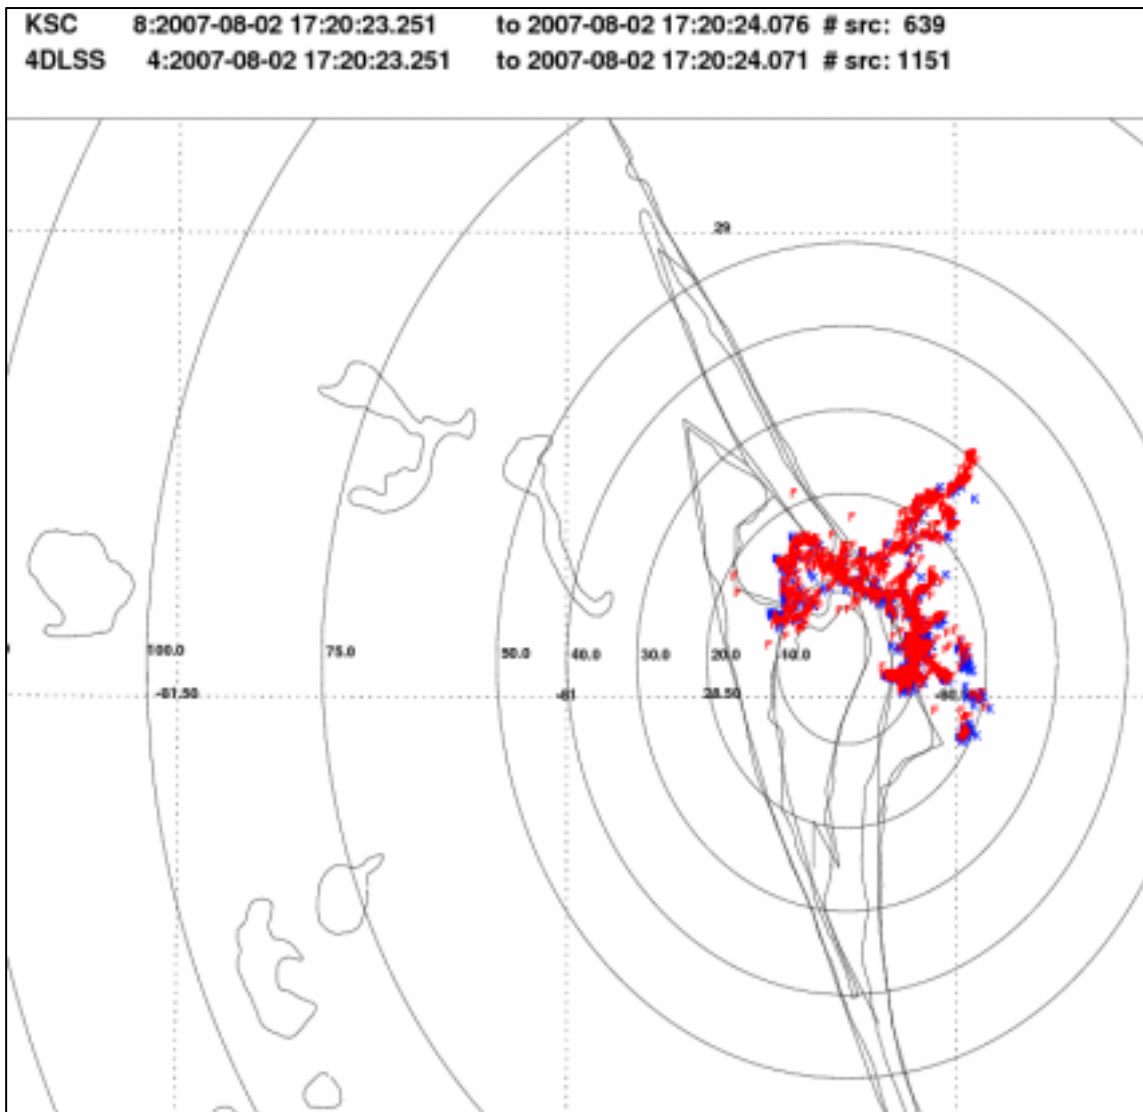 KSC 8:2007-08-02 17:20:23.251 to 2007-08-02 17:20:24.076 # src: 639
4DLSS 4:2007-08-02 17:20:23.251 to 2007-08-02 17:20:24.071 # src: 1151
29
100.0 75.0 50.0 40.0 30.0 20.0 10.0
-81.50 -81 28.50